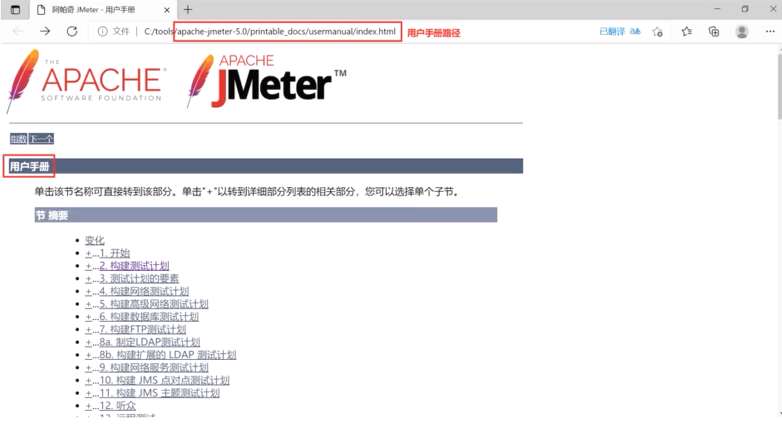 阿帕奇 JMeter - 用户手册
文件 C:/tools/apache-jmeter-5.0/printable_docs/usermanual/index.html 用户手册路径 已翻译
THE
APACHE
SOFTWARE FOUNDATION
APACHE
JMeter™
指数 下一个
用户手册
单击该节名称可直接转到该部分。单击"+"以转到详细部分列表的相关部分，您可以选择单个子节。
节 摘要
变化
+...1. 开始
+...2. 构建测试计划
+...3. 测试计划的要素
+...4. 构建网络测试计划
+...5. 构建高级网络测试计划
+...6. 构建数据库测试计划
+...7. 构建FTP测试计划
+...8a. 制定LDAP测试计划
+...8b. 构建扩展的 LDAP 测试计划
+...9. 构建网络服务测试计划
+...10. 构建 JMS 点对点测试计划
+...11. 构建 JMS 主题测试计划
+...12. 听众
+...13. 远程测试